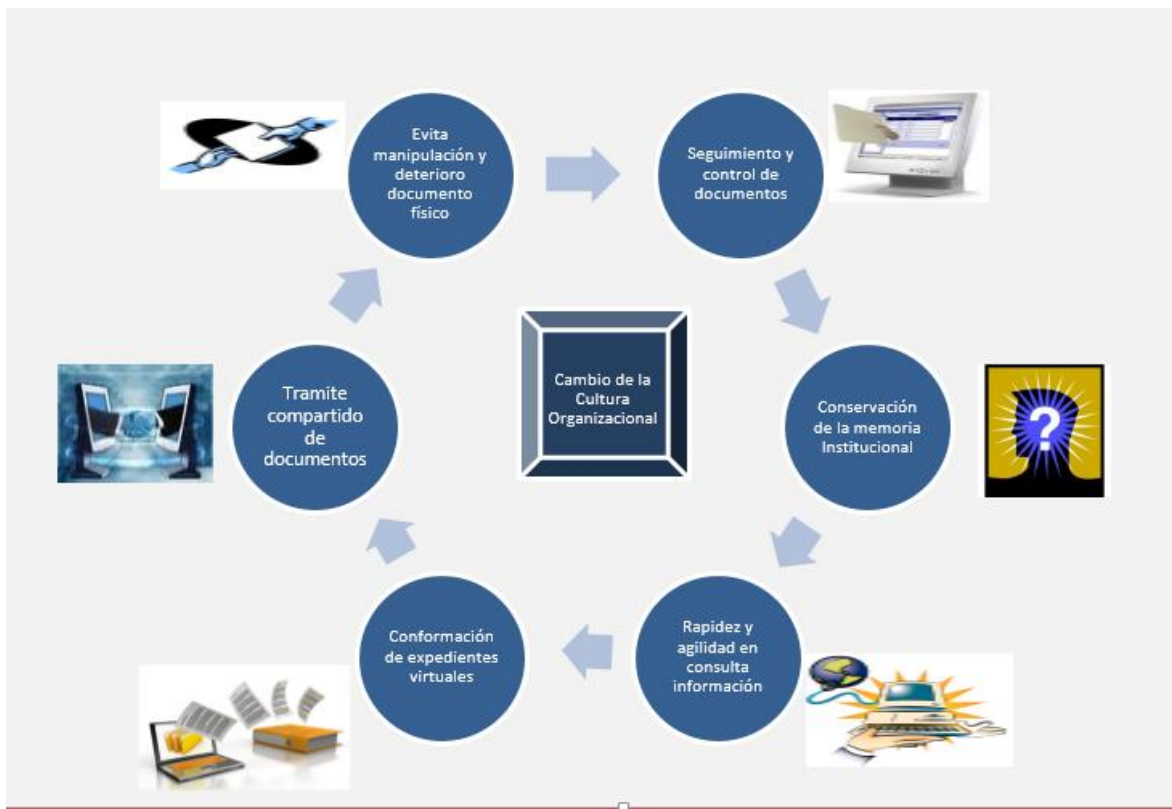 Evita
manipulación y
deterioro
documento
físico
Seguimiento y
control de
documentos
Conservación
de la memoria
Institucional
Rapidez y
agilidad en
consulta
información
Conformación
de expedientes
virtuales
Tramite
compartido
de
documentos
Cambio de la
Cultura
Organizacional
?